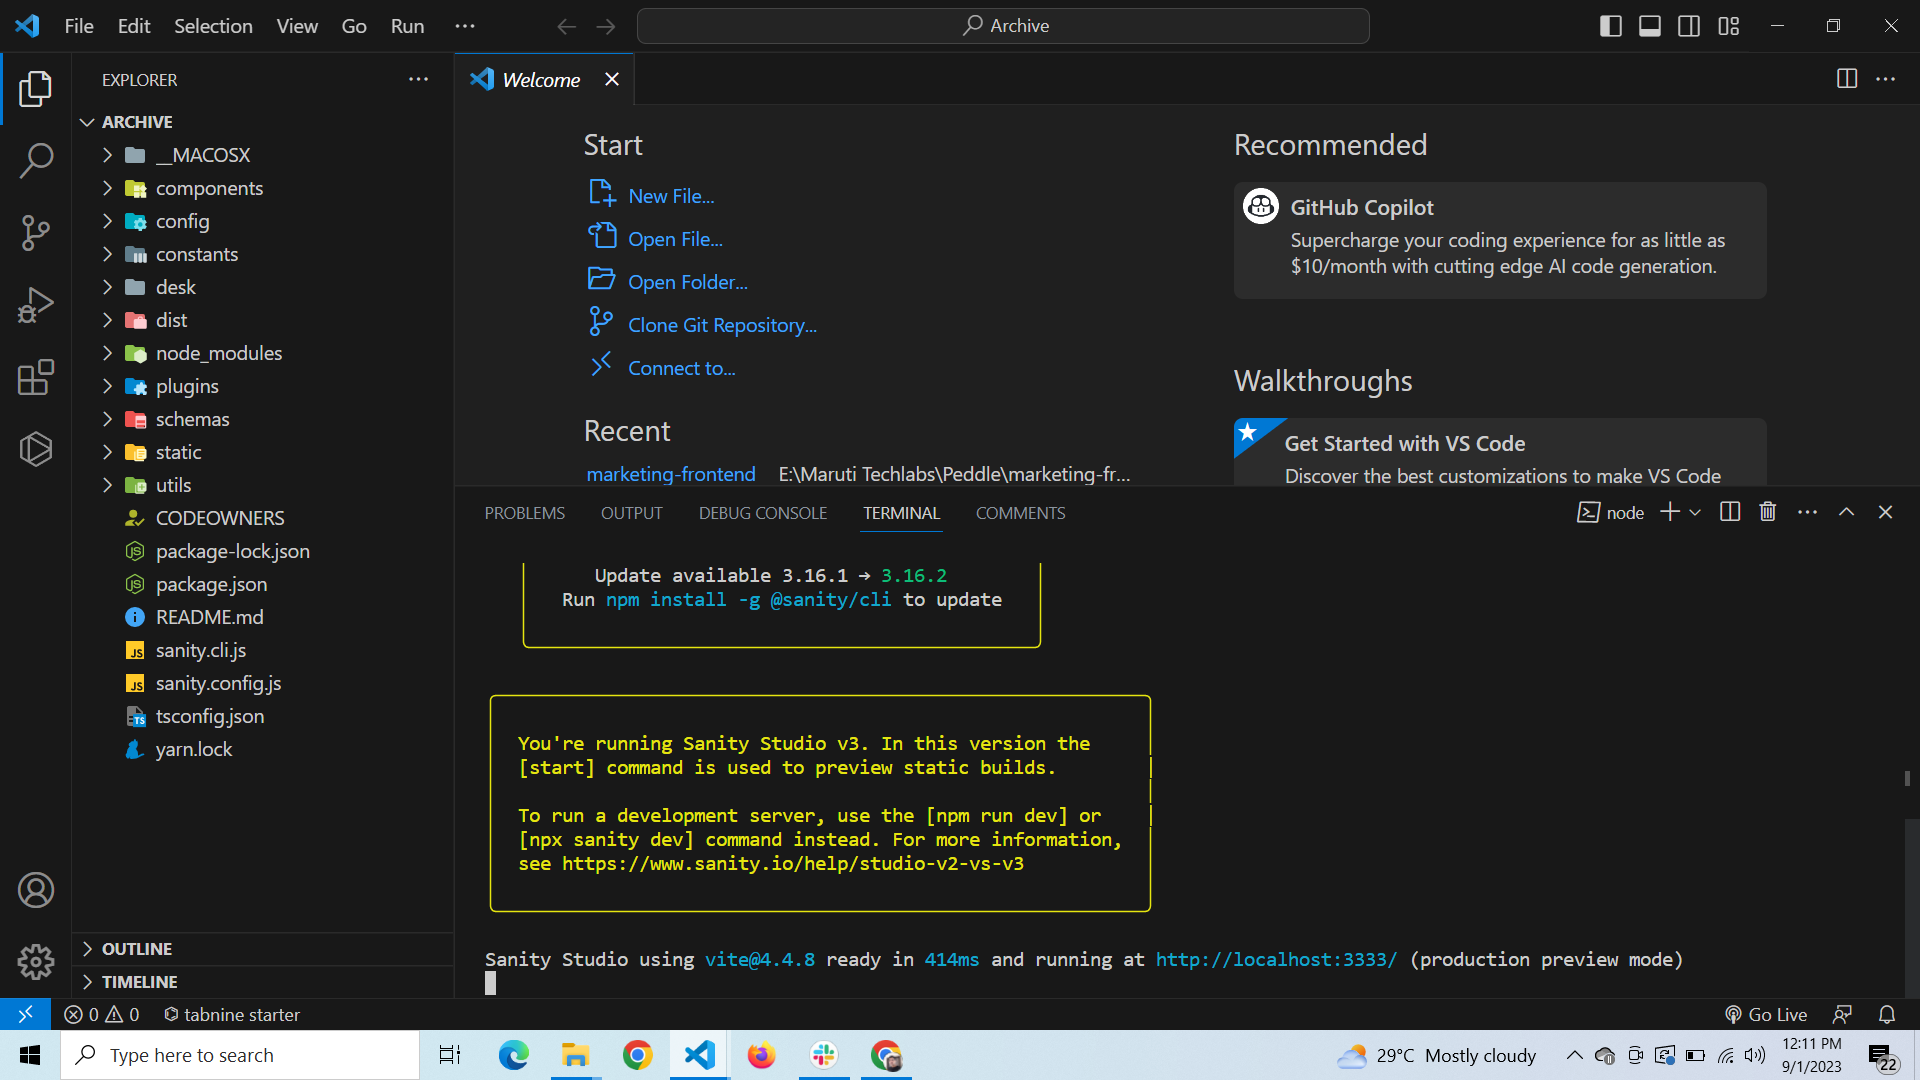 File Edit Selection View Go Run ···
Archive
EXPLORER
ARCHIVE
__MACOSX
components
config
constants
desk
dist
node_modules
plugins
schemas
static
utils
CODEOWNERS
package-lock.json
package.json
README.md
sanity.cli.js
sanity.config.js
tsconfig.json
yarn.lock
OUTLINE
TIMELINE
Welcome
Start
New File...
Open File...
Open Folder...
Clone Git Repository...
Connect to...
Recent
marketing-frontend E:\Maruti Techlabs\Peddle\marketing-fr...
Recommended
GitHub Copilot
Supercharge your coding experience for as little as
$10/month with cutting edge AI code generation.
Walkthroughs
Get Started with VS Code
Discover the best customizations to make VS Code
PROBLEMS OUTPUT DEBUG CONSOLE TERMINAL COMMENTS
node
Update available 3.16.1 → 3.16.2
Run npm install -g @sanity/cli to update
You're running Sanity Studio v3. In this version the
[start] command is used to preview static builds.
To run a development server, use the [npm run dev] or
[npx sanity dev] command instead. For more information,
see https://www.sanity.io/help/studio-v2-vs-v3
Sanity Studio using vite@4.4.8 ready in 414ms and running at http://localhost:3333/ (production preview mode)
0 0 tabnine starter
Go Live
Type here to search
29°C Mostly cloudy
12:11 PM
9/1/2023
22